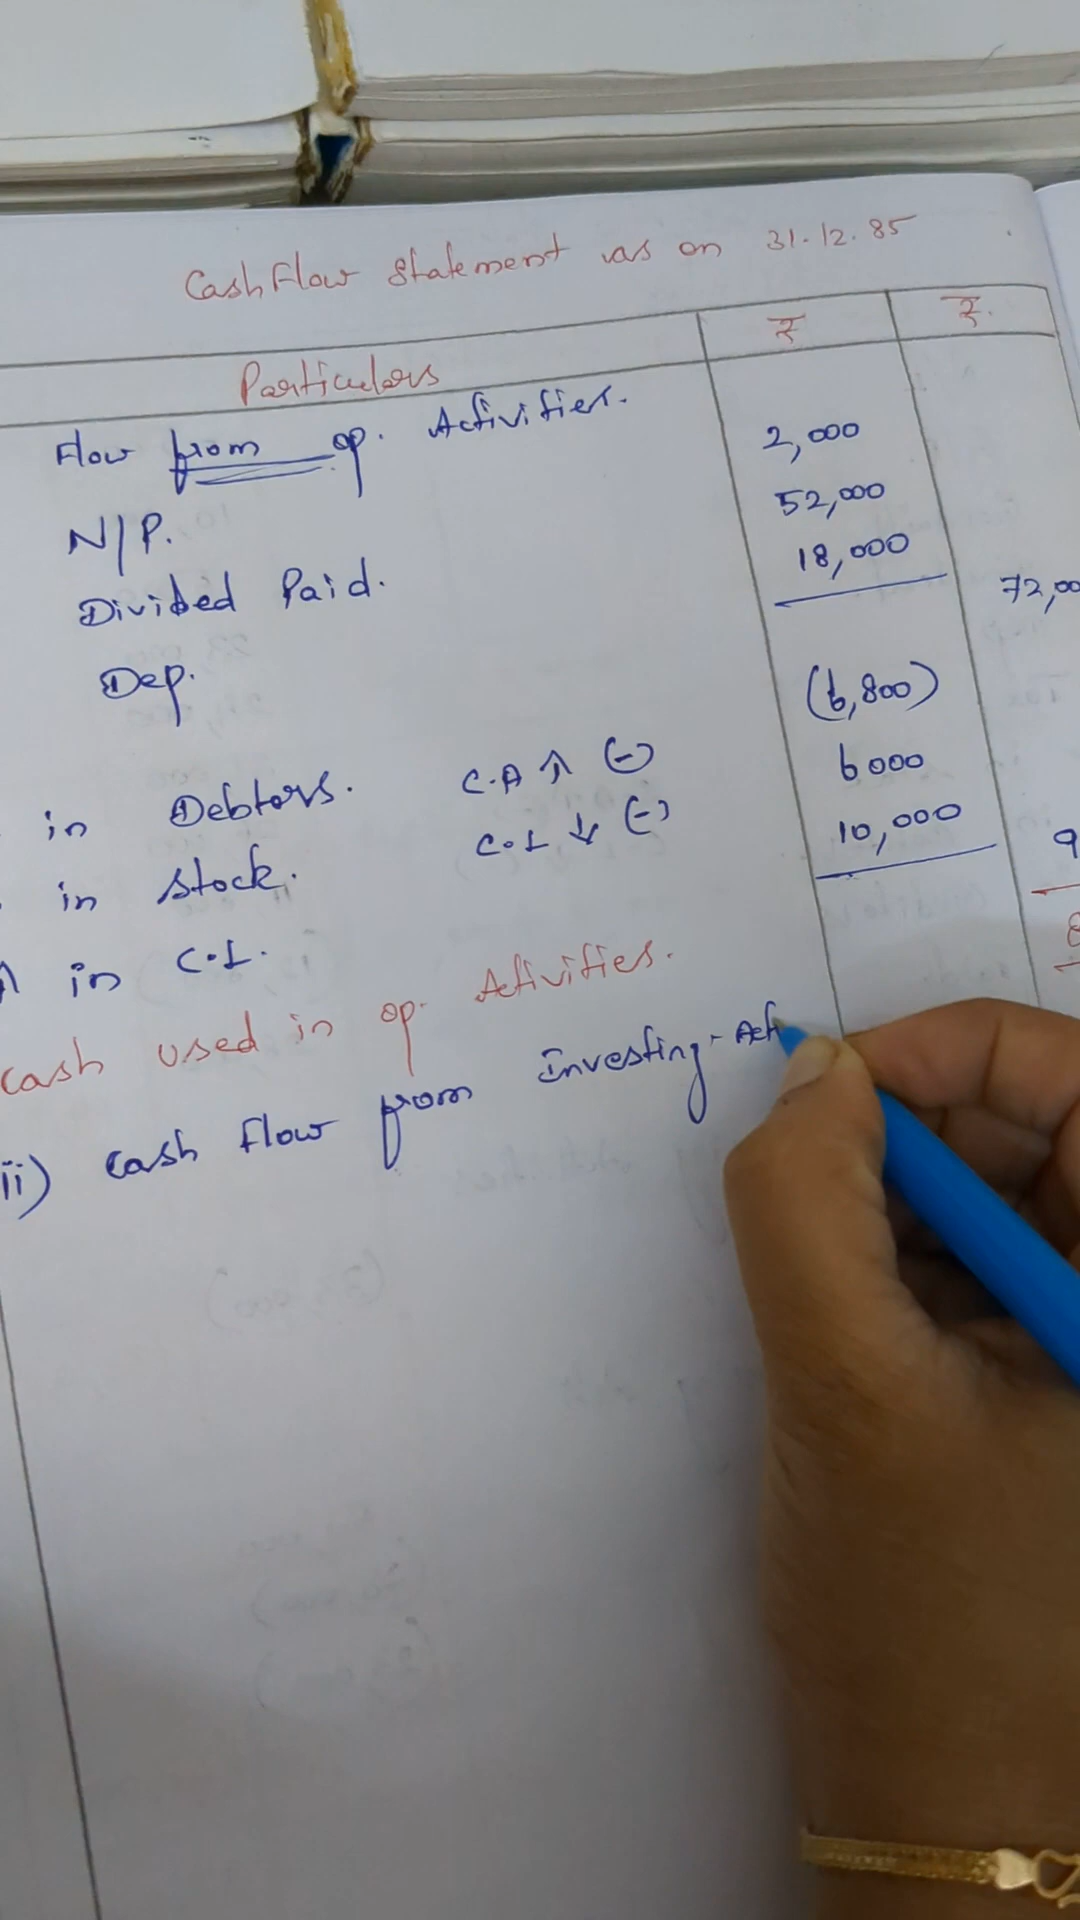 Cash Flow Statement as on 31.12.85
Particulars ₹ ₹.
Flow from op. Activities.
N/P. 2,000
Divided Paid. 52,000
Dep. 18,000
72,00
in Debtors. C.A ↑ (-) (6,800)
in stock. C.L ↓ (-) 6000
↑ in C.L. 10,000
9
8
Cash used in op. Activities.
ii) Cash flow from Investing. Act